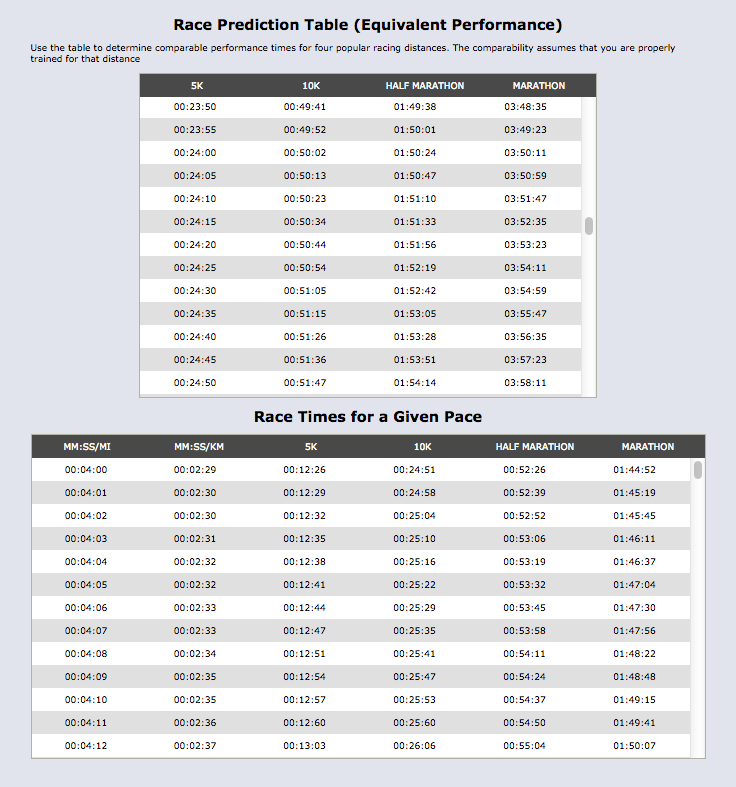 Race Prediction Table (Equivalent Performance)
Use the table to determine comparable performance times for four popular racing distances. The comparability assumes that you are properly
trained for that distance
5K 10K HALF MARATHON MARATHON
00:23:50 00:49:41 01:49:38 03:48:35
00:23:55 00:49:52 01:50:01 03:49:23
00:24:00 00:50:02 01:50:24 03:50:11
00:24:05 00:50:13 01:50:47 03:50:59
00:24:10 00:50:23 01:51:10 03:51:47
00:24:15 00:50:34 01:51:33 03:52:35
00:24:20 00:50:44 01:51:56 03:53:23
00:24:25 00:50:54 01:52:19 03:54:11
00:24:30 00:51:05 01:52:42 03:54:59
00:24:35 00:51:15 01:53:05 03:55:47
00:24:40 00:51:26 01:53:28 03:56:35
00:24:45 00:51:36 01:53:51 03:57:23
00:24:50 00:51:47 01:54:14 03:58:11
Race Times for a Given Pace
MM:SS/MI MM:SS/KM 5K 10K HALF MARATHON MARATHON
00:04:00 00:02:29 00:12:26 00:24:51 00:52:26 01:44:52
00:04:01 00:02:30 00:12:29 00:24:58 00:52:39 01:45:19
00:04:02 00:02:30 00:12:32 00:25:04 00:52:52 01:45:45
00:04:03 00:02:31 00:12:35 00:25:10 00:53:06 01:46:11
00:04:04 00:02:32 00:12:38 00:25:16 00:53:19 01:46:37
00:04:05 00:02:32 00:12:41 00:25:22 00:53:32 01:47:04
00:04:06 00:02:33 00:12:44 00:25:29 00:53:45 01:47:30
00:04:07 00:02:33 00:12:47 00:25:35 00:53:58 01:47:56
00:04:08 00:02:34 00:12:51 00:25:41 00:54:11 01:48:22
00:04:09 00:02:35 00:12:54 00:25:47 00:54:24 01:48:48
00:04:10 00:02:35 00:12:57 00:25:53 00:54:37 01:49:15
00:04:11 00:02:36 00:12:60 00:25:60 00:54:50 01:49:41
00:04:12 00:02:37 00:13:03 00:26:06 00:55:04 01:50:07